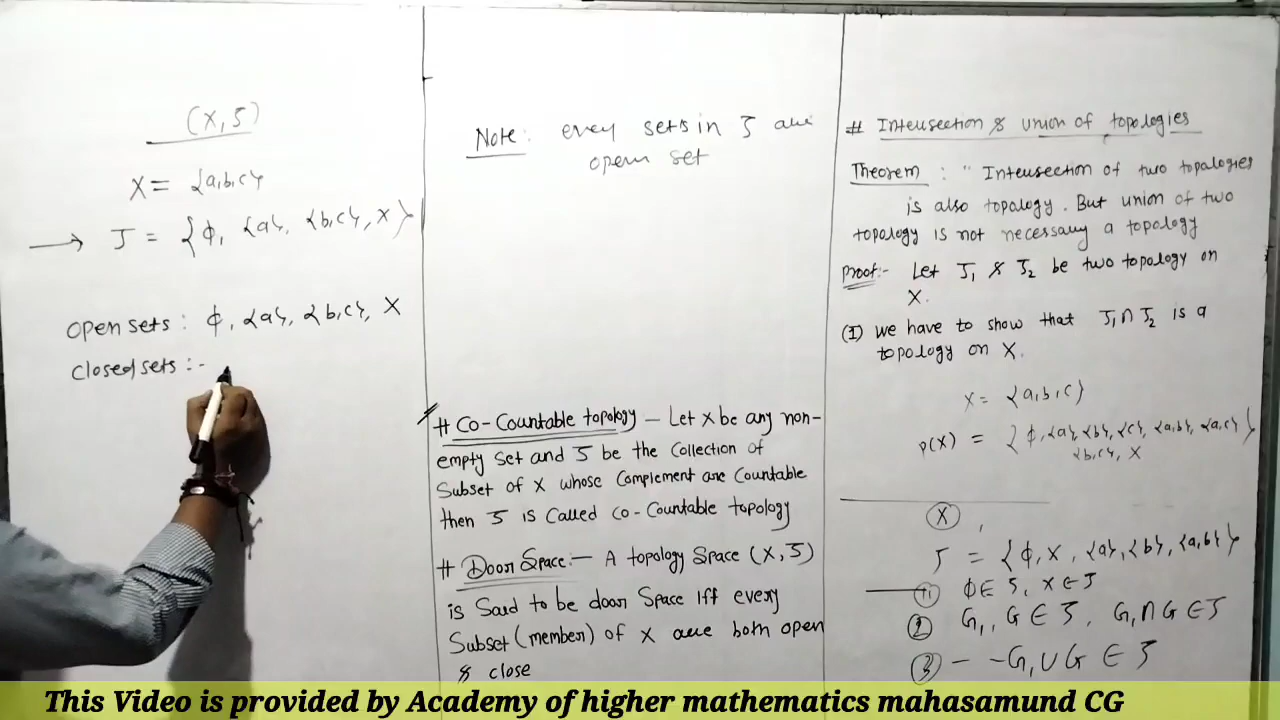 (X, ζ)
X = {a,b,c}
→ J = {ϕ, {a}, {b,c}, X}
open sets : ϕ, {a}, {b,c}, X
closed sets :-
Note: every sets in ζ are
open set
# Co-Countable topology – Let X be any non-
empty set and ζ be the Collection of
Subset of X whose Complement are Countable
then ζ is Called Co-Countable topology
# Door Space:– A topology Space (X, ζ)
is Said to be door Space iff every
Subset (member) of X are both open
& close
# Intersection & union of topologies
Theorem : " Intersection of two topalogies
is also topology. But union of two
topology is not necessary a topology
Proof:- Let J₁ & J₂ be two topology on
X.
(I) we have to show that J₁∩J₂ is a
topology on X.
X = {a,b,c}
P(X) = {ϕ,{a},{b},{c},{a,b},{a,c}}
{b,c}, X
(X) ,
ζ = {ϕ, X, {a}, {b}, {a,b}}
① ϕ∈ζ, X∈ζ
② G₁, G ∈ ζ, G₁∩G ∈ ζ
③ – -G₁∪G ∈ ζ
This Video is provided by Academy of higher mathematics mahasamund CG